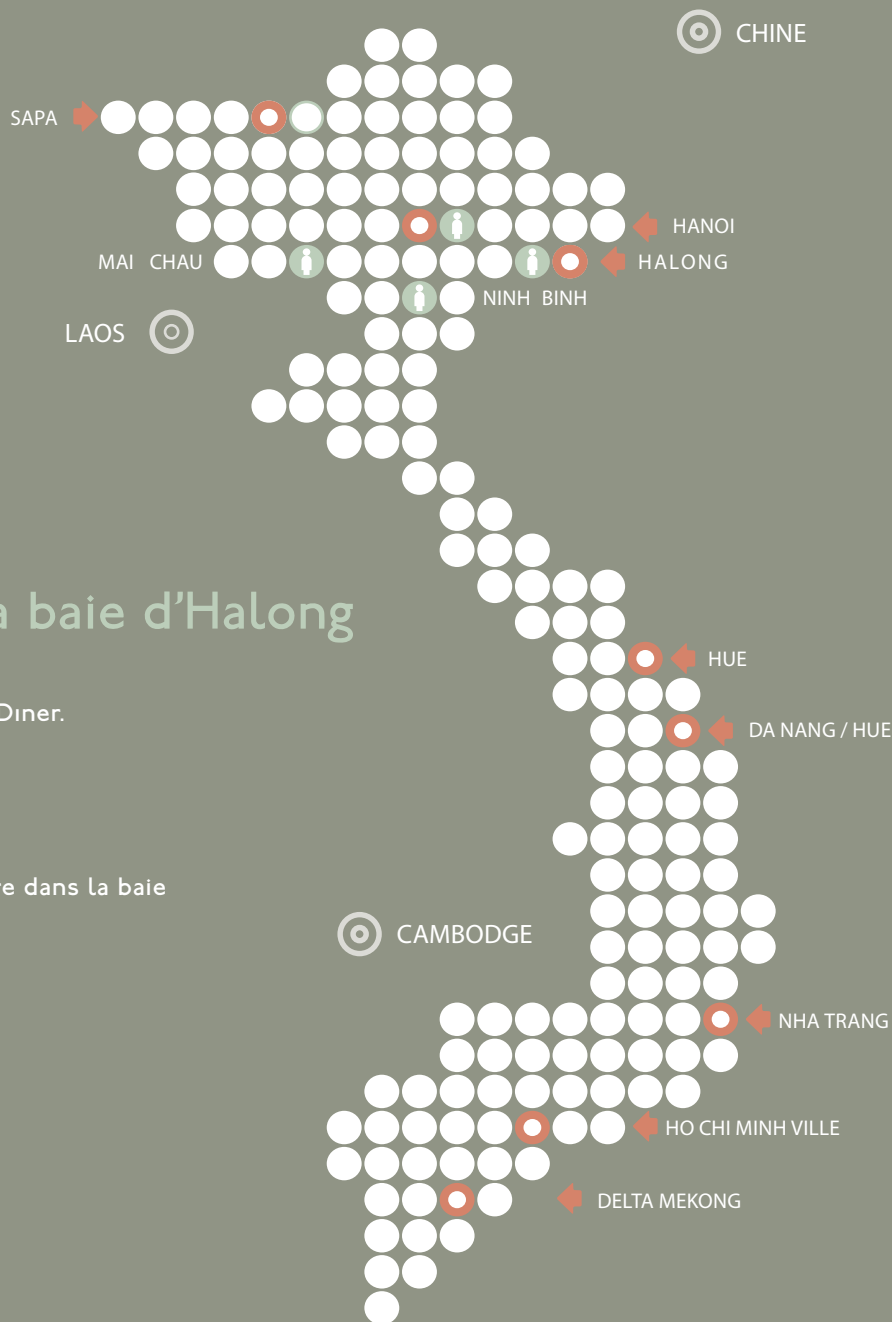 CHINE
SAPA
HANOI
MAI CHAU
HALONG
NINH BINH
LAOS
a baie d'Halong
HUE
Dıner.
DA NANG / HUE
e dans la baie
CAMBODGE
NHA TRANG
HO CHI MINH VILLE
DELTA MEKONG